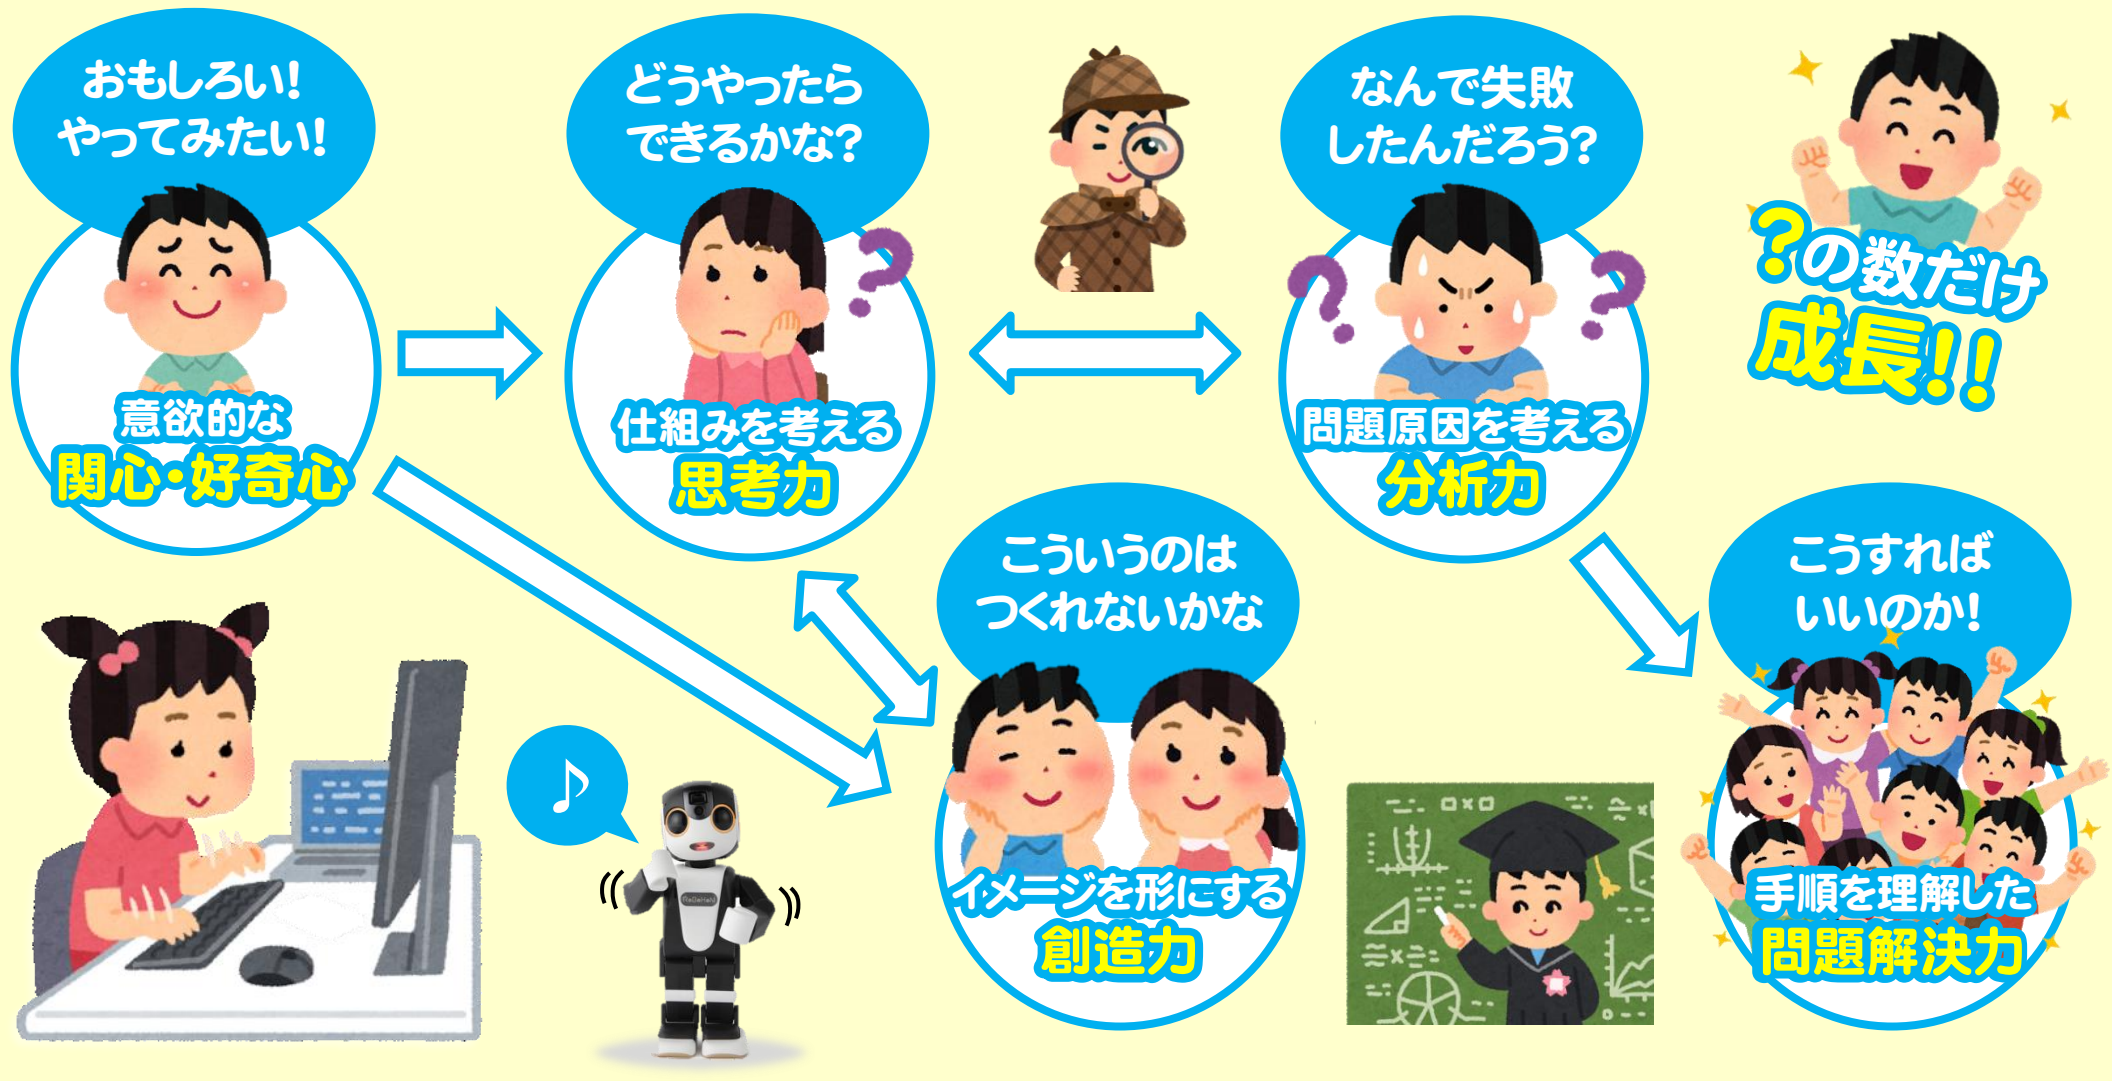 おもしろい!
やってみたい!
意欲的な
関心・好奇心
どうやったら
できるかな?
仕組みを考える
思考力
なんで失敗
したんだろう?
問題原因を考える
分析力
?の数だけ
成長!!
こういうのは
つくれないかな
イメージを形にする
創造力
こうすれば
いいのか!
手順を理解した
問題解決力